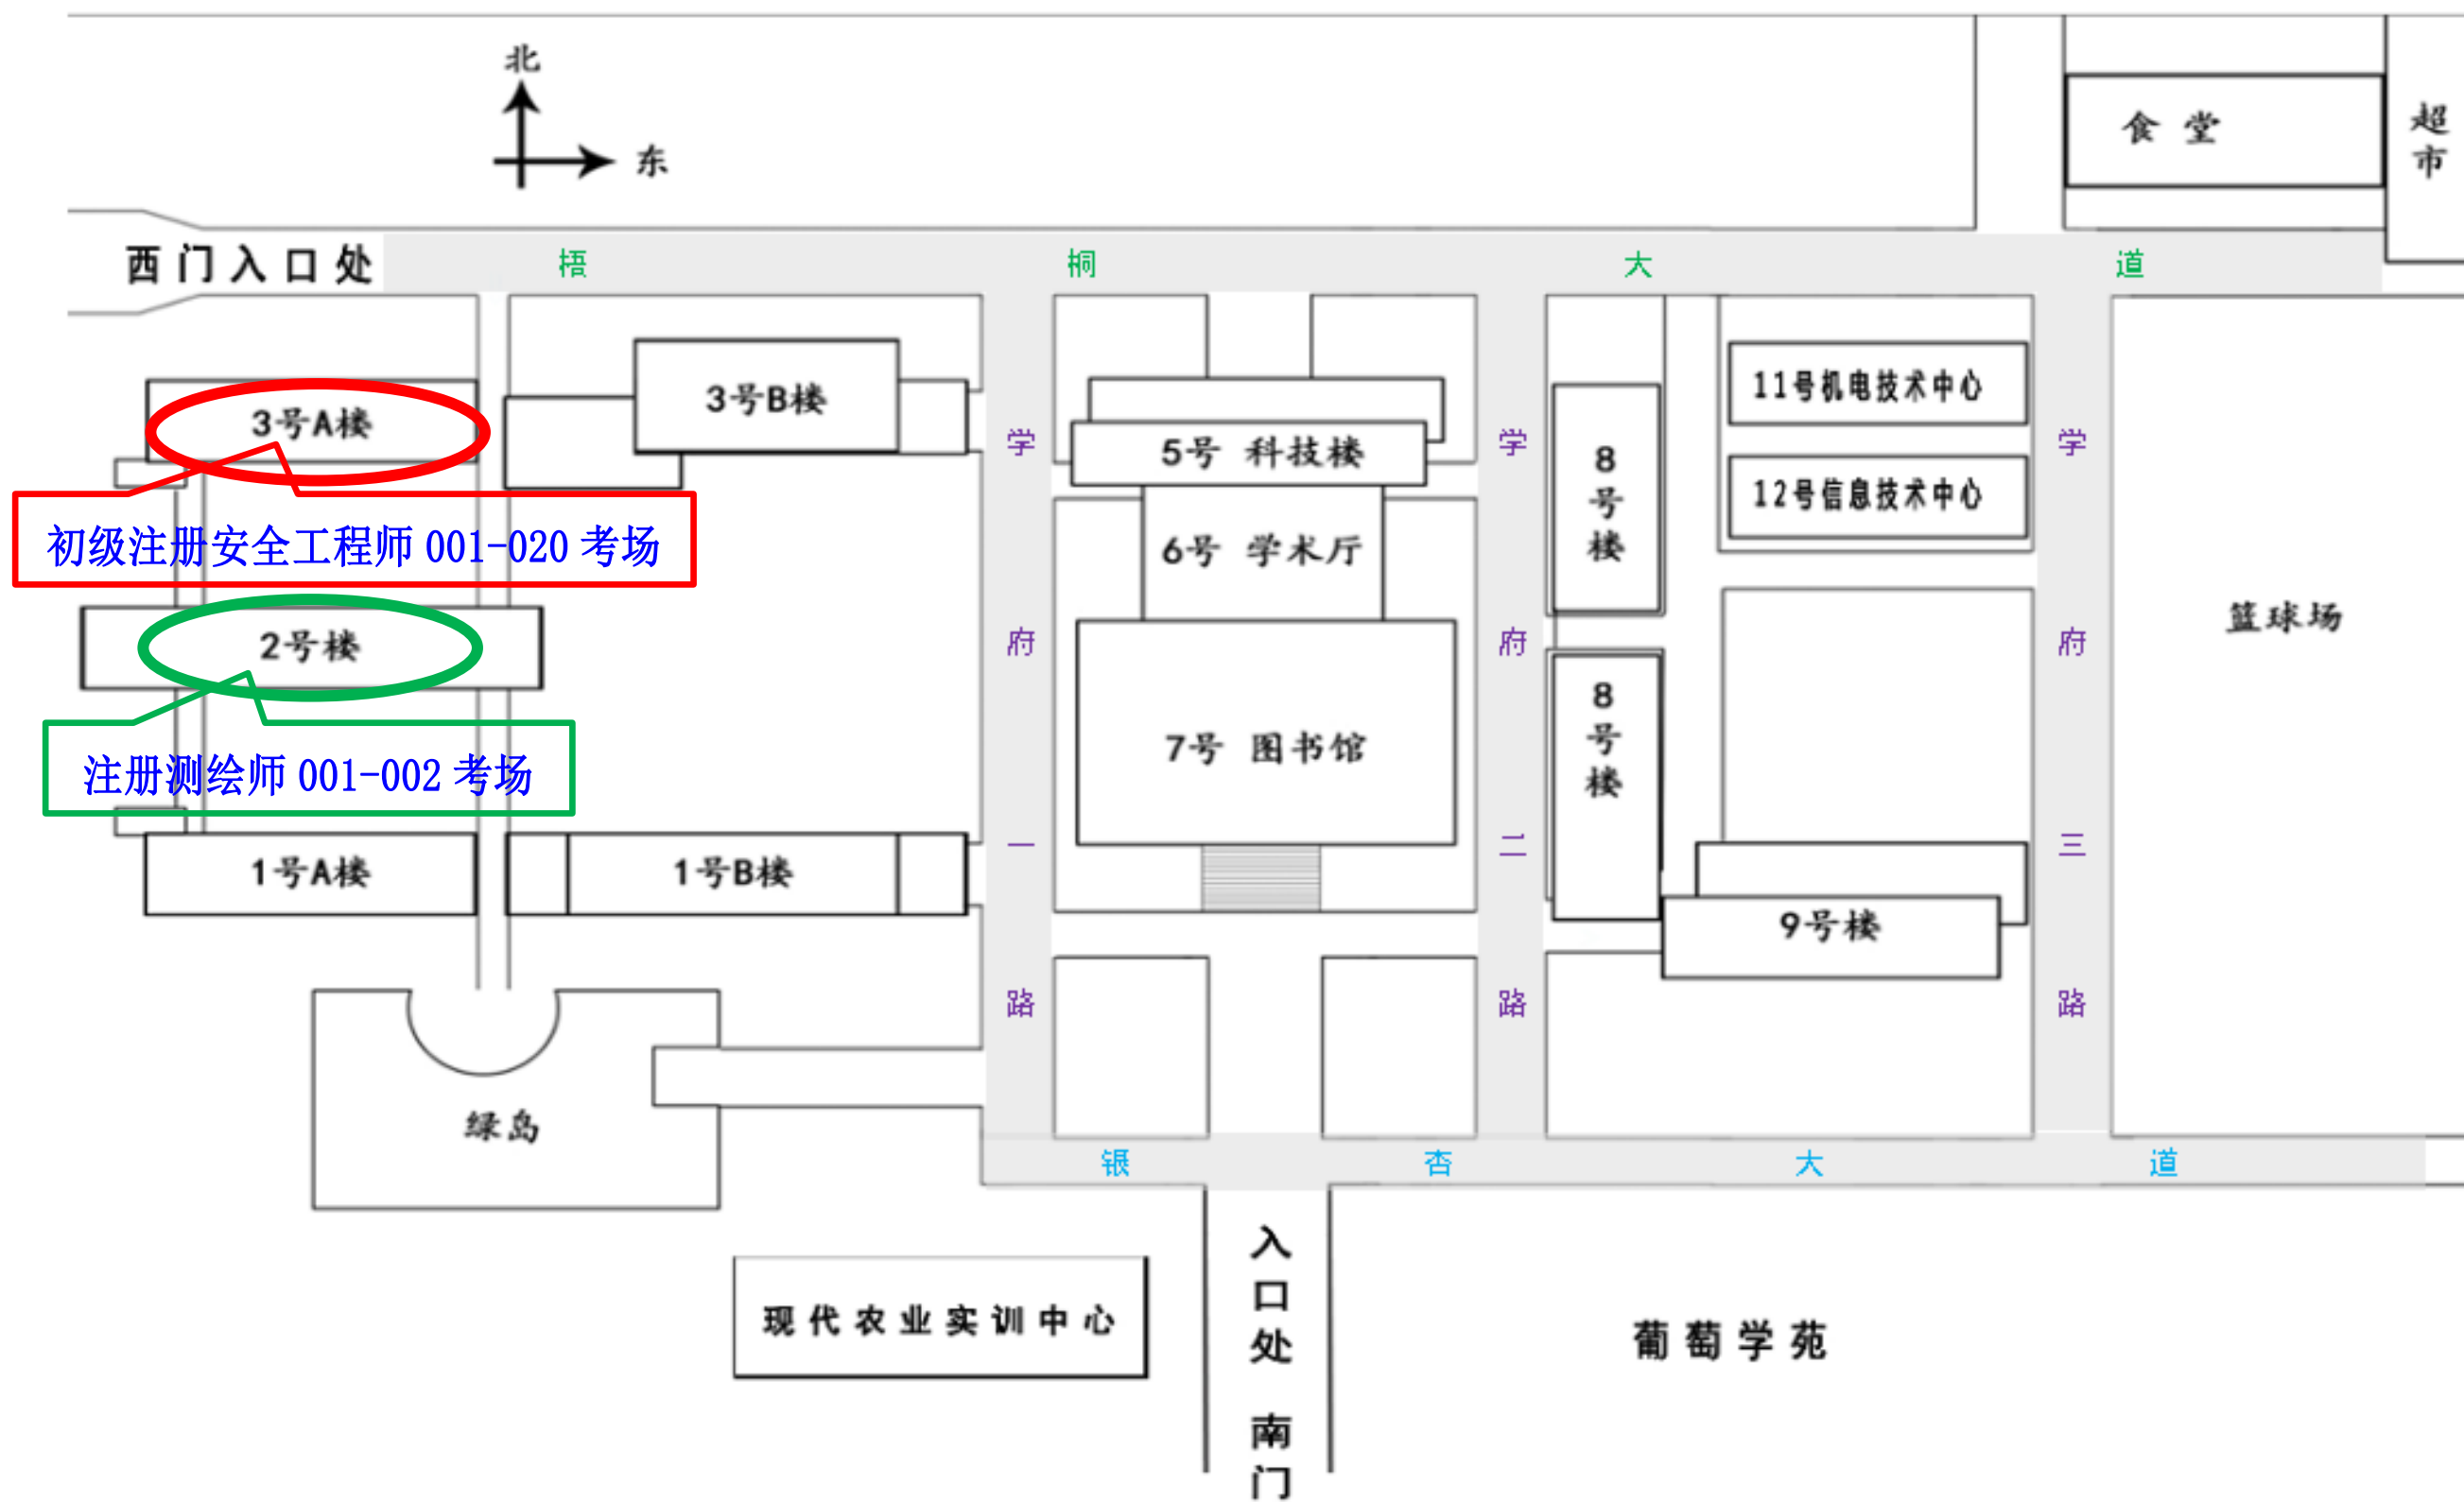 北
东
食 堂
超市
西门入口处
梧桐大道
3号A楼
3号B楼
初级注册安全工程师 001-020 考场
2号楼
注册测绘师 001-002 考场
1号A楼
1号B楼
绿岛
学府一路
5号 科技楼
6号 学术厅
7号 图书馆
学府二路
8号楼
8号楼
11号机电技术中心
12号信息技术中心
9号楼
学府三路
篮球场
银杏大道
现代农业实训中心
入口处 南门
葡萄学苑